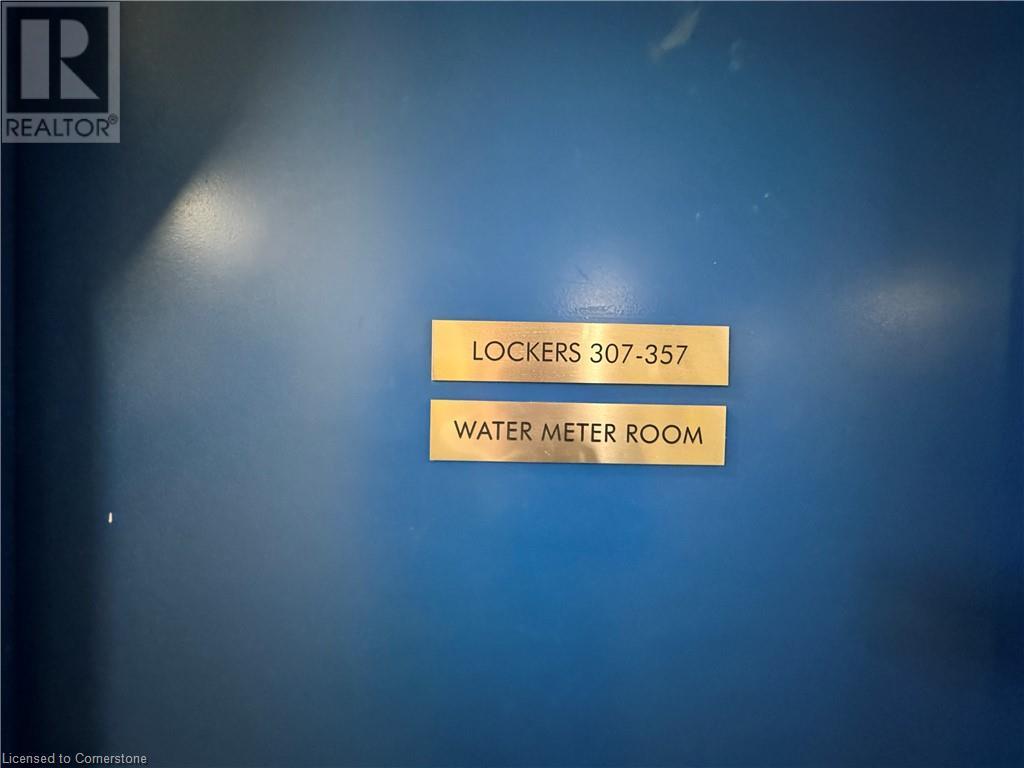 R
REALTOR®
LOCKERS 307-357
WATER METER ROOM
Licensed to Cornerstone